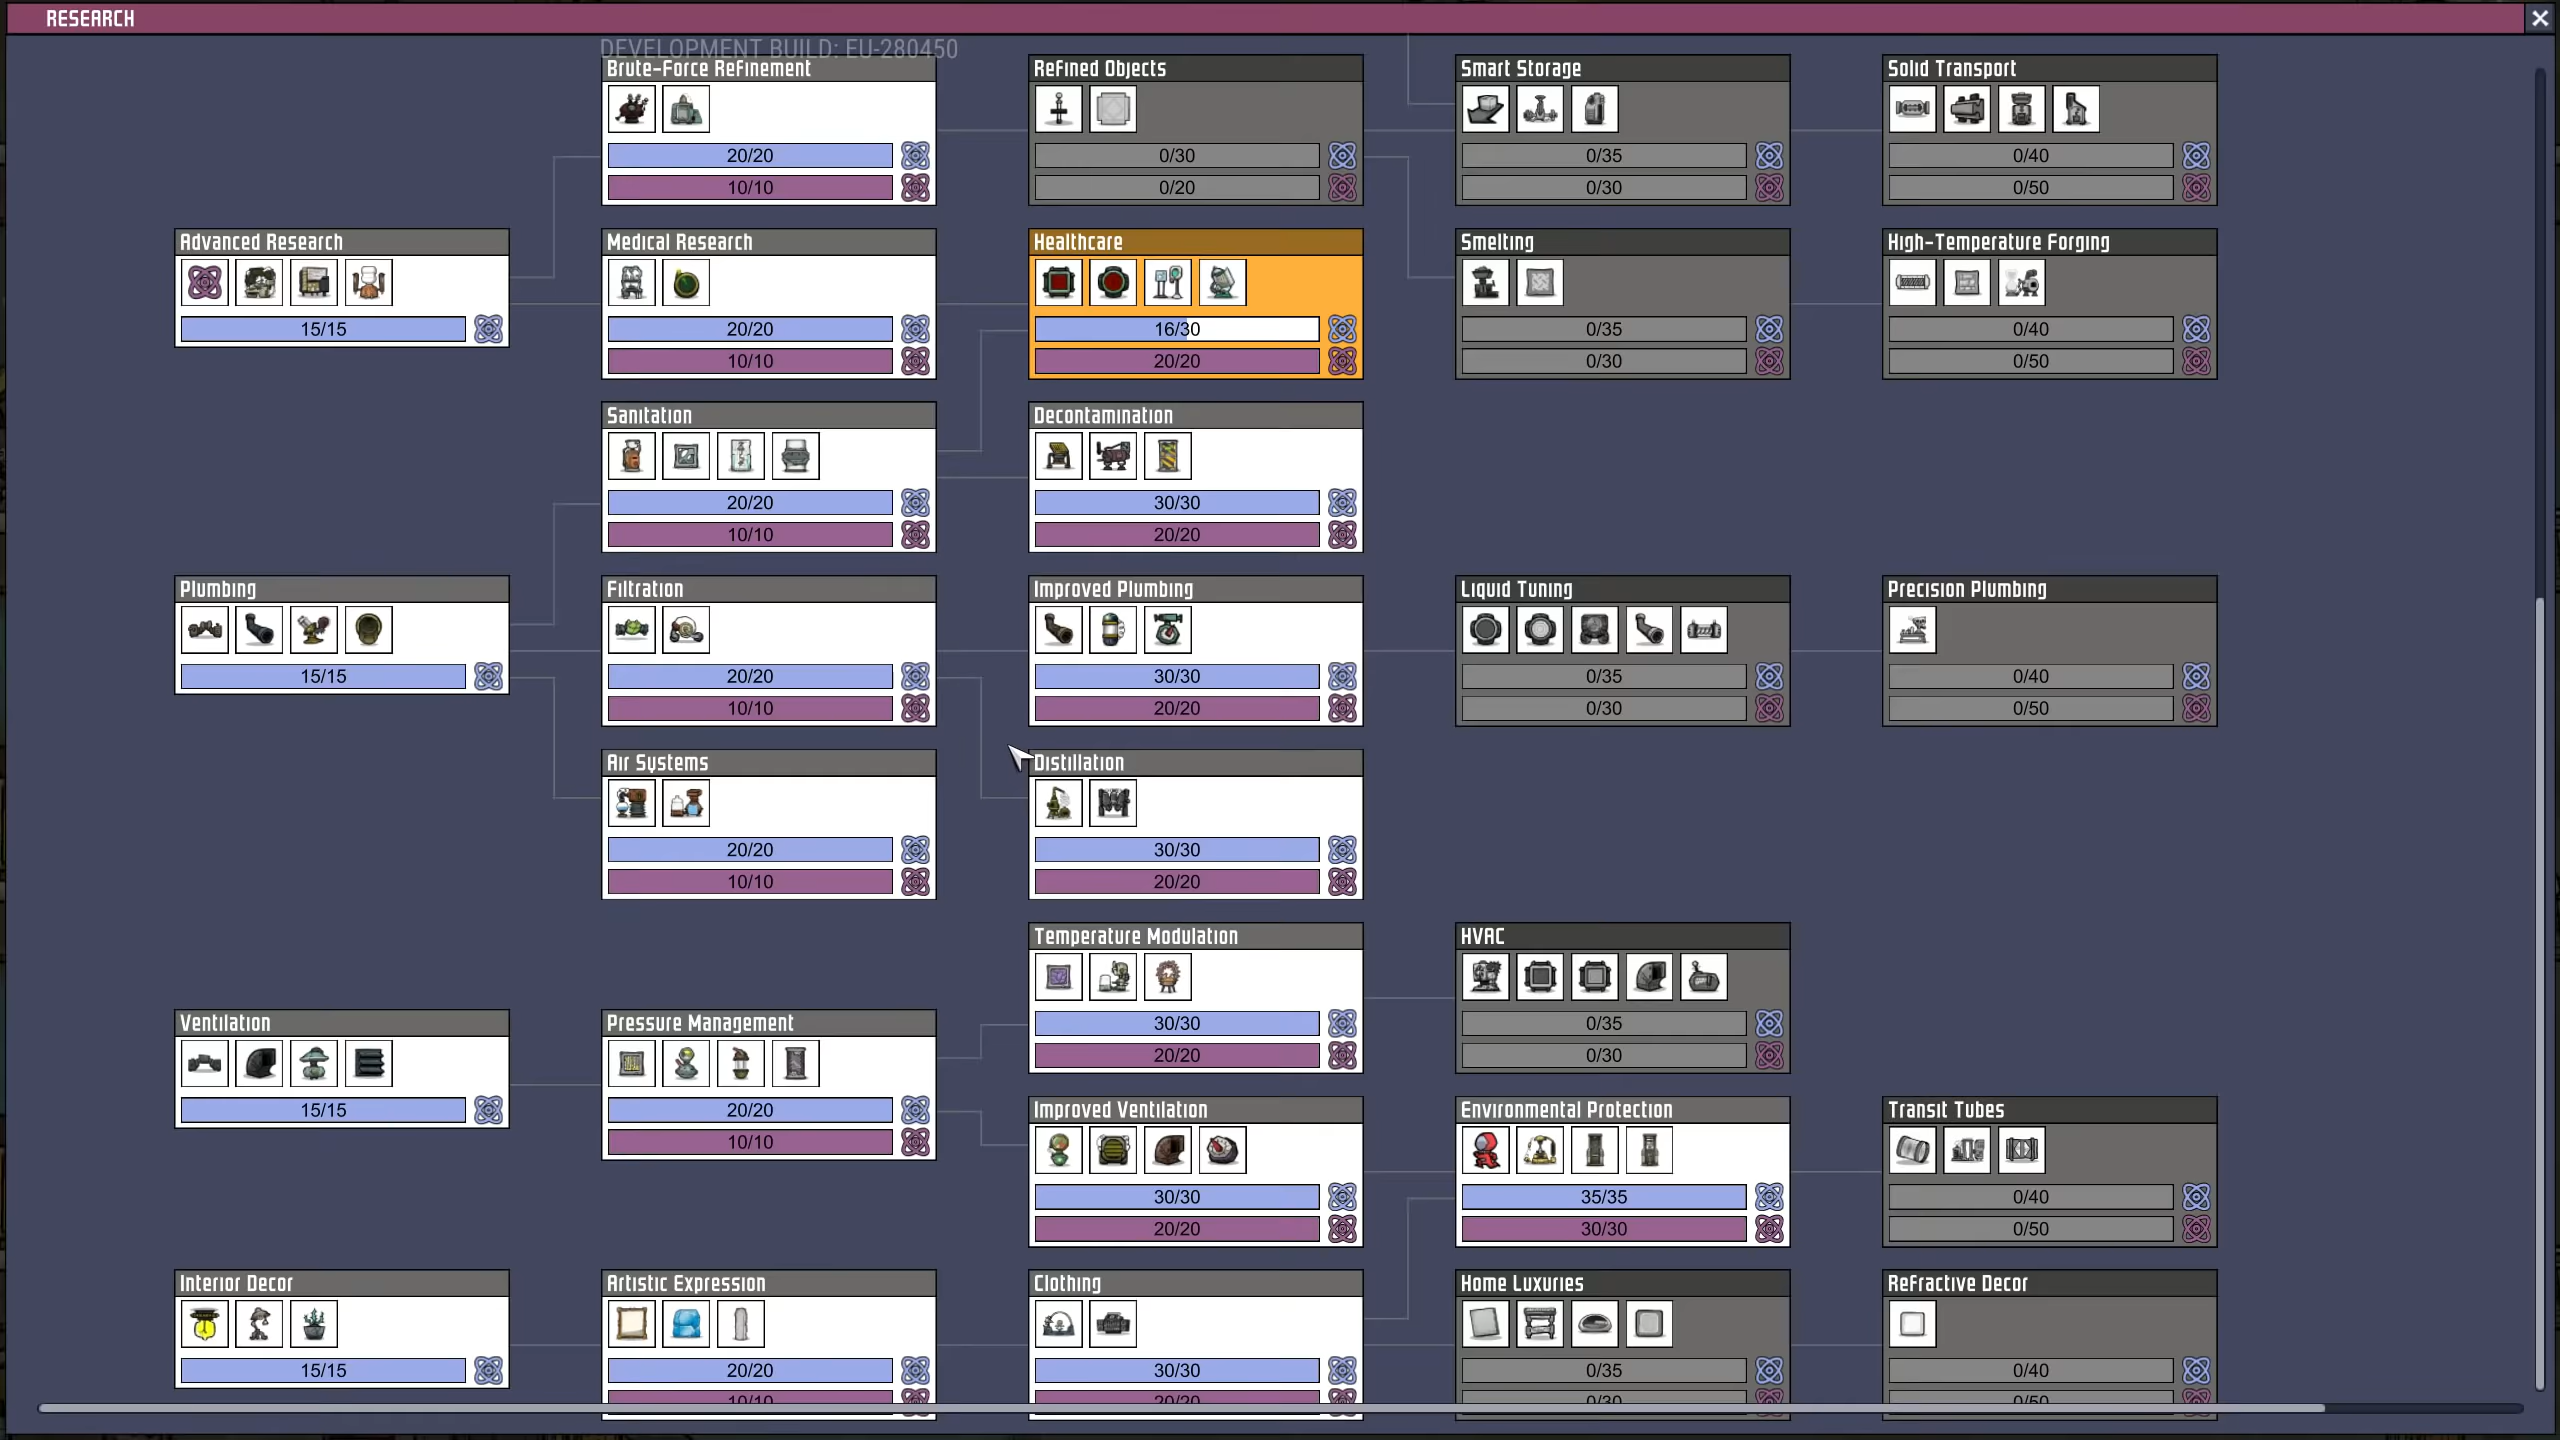 RESEARCH
DEVELOPMENT BUILD: EU-280450
Brute-Force Refinement
20/20
10/10
Refined Objects
0/30
0/20
Smart Storage
0/35
0/30
Solid Transport
0/40
0/50
Advanced Research
15/15
Medical Research
20/20
10/10
Healthcare
16/30
20/20
Smelting
0/35
0/30
High-Temperature Forging
0/40
0/50
Sanitation
20/20
10/10
Decontamination
30/30
20/20
Plumbing
15/15
Filtration
20/20
10/10
Improved Plumbing
30/30
20/20
Liquid Tuning
0/35
0/30
Precision Plumbing
0/40
0/50
Air Systems
20/20
10/10
Distillation
30/30
20/20
Temperature Modulation
30/30
20/20
HVAC
0/35
0/30
Ventilation
15/15
Pressure Management
20/20
10/10
Improved Ventilation
30/30
20/20
Environmental Protection
35/35
30/30
Transit Tubes
0/40
0/50
Interior Decor
15/15
Artistic Expression
20/20
10/10
Clothing
30/30
20/20
Home Luxuries
0/35
0/30
Refractive Decor
0/40
0/50